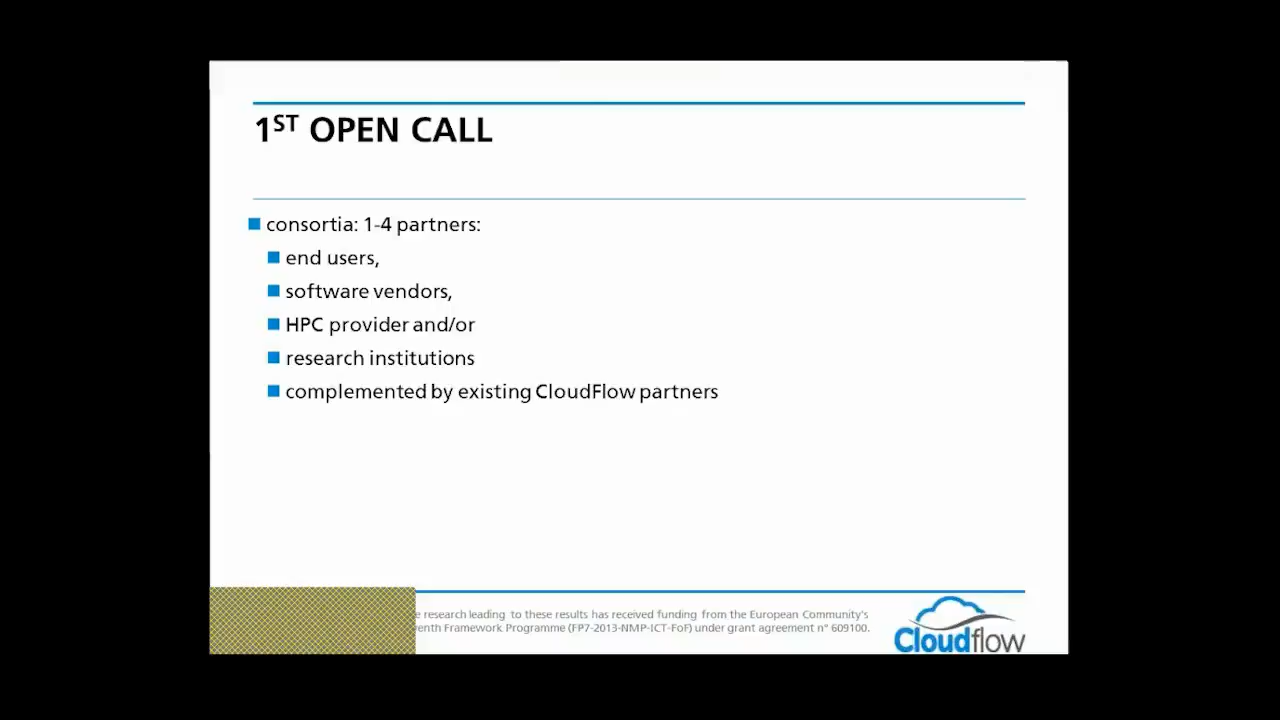 1ST OPEN CALL
consortia: 1-4 partners:
end users,
software vendors,
HPC provider and/or
research institutions
complemented by existing CloudFlow partners
research leading to these results has received funding from the European Community's
Framework Programme (FP7-2013-NMP-ICT-FoF) under grant agreement n° 609100.
Cloudflow